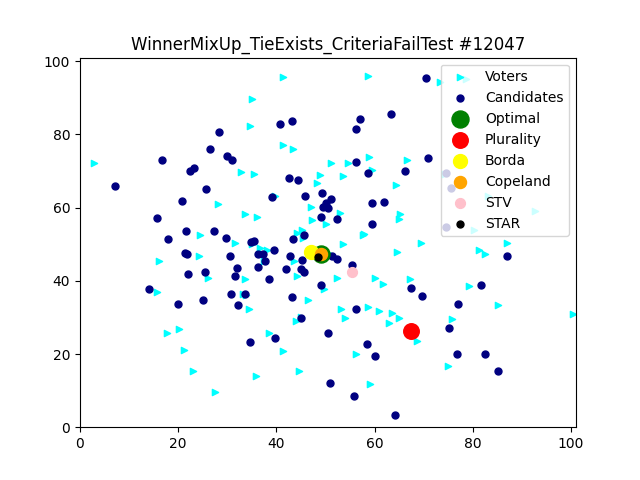 WinnerMixUp_TieExists_CriteriaFailTest #12047
100
80
60
40
20
0
0
20
40
60
80
100
Voters
Candidates
Optimal
Plurality
Borda
Copeland
STV
STAR